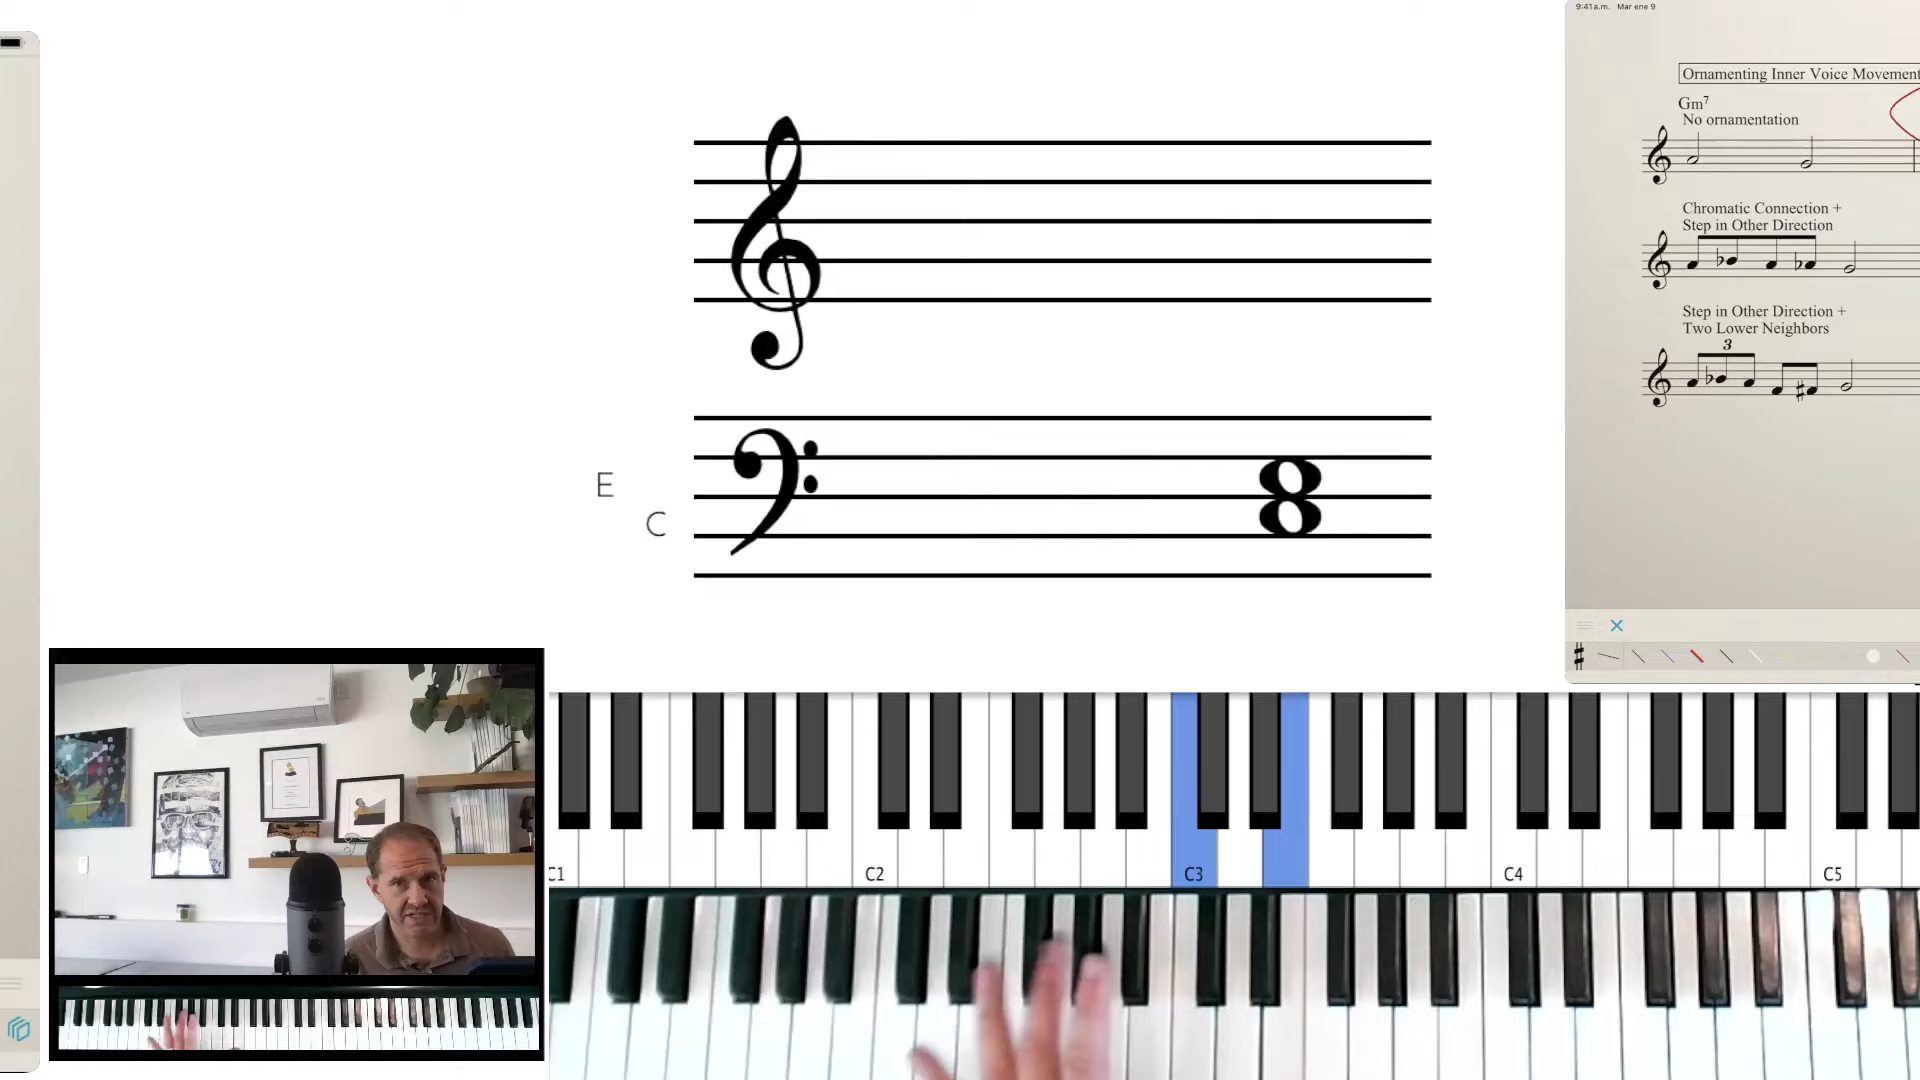 9:41a.m. Mar ene 9
Ornamenting Inner Voice Movement
Gm7
No ornamentation
Chromatic Connection +
Step in Other Direction
Step in Other Direction +
Two Lower Neighbors
3
E
C
C1 C2 C3 C4 C5